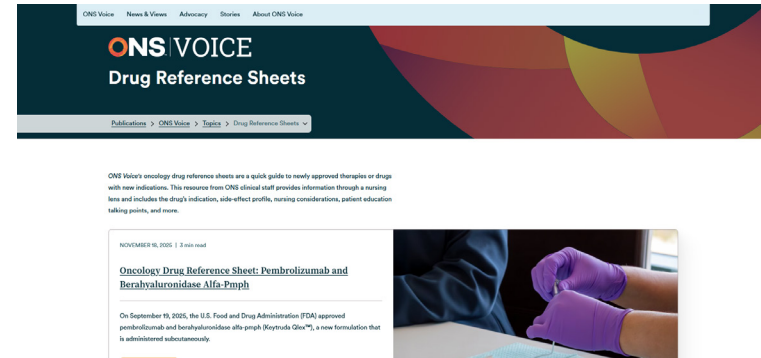 ONS Voice News & Views Advocacy Stories About ONS Voice
ONS VOICE
Drug Reference Sheets
Publications > ONS Voice > Topics > Drug Reference Sheets
ONS Voice's oncology drug reference sheets are a quick guide to newly approved therapies or drugs
with new indications. This resource from ONS clinical staff provides information through a nursing
lens and includes the drug's indication, side-effect profile, nursing considerations, patient education
talking points, and more.
NOVEMBER 19, 2025 | 3 min read
Oncology Drug Reference Sheet: Pembrolizumab and
Berahyaluronidase Alfa-Pmph
On September 19, 2025, the U.S. Food and Drug Administration (FDA) approved
pembrolizumab and berahyaluronidase alfa-pmph (Keytruda Qlex™), a new formulation that
is administered subcutaneously.